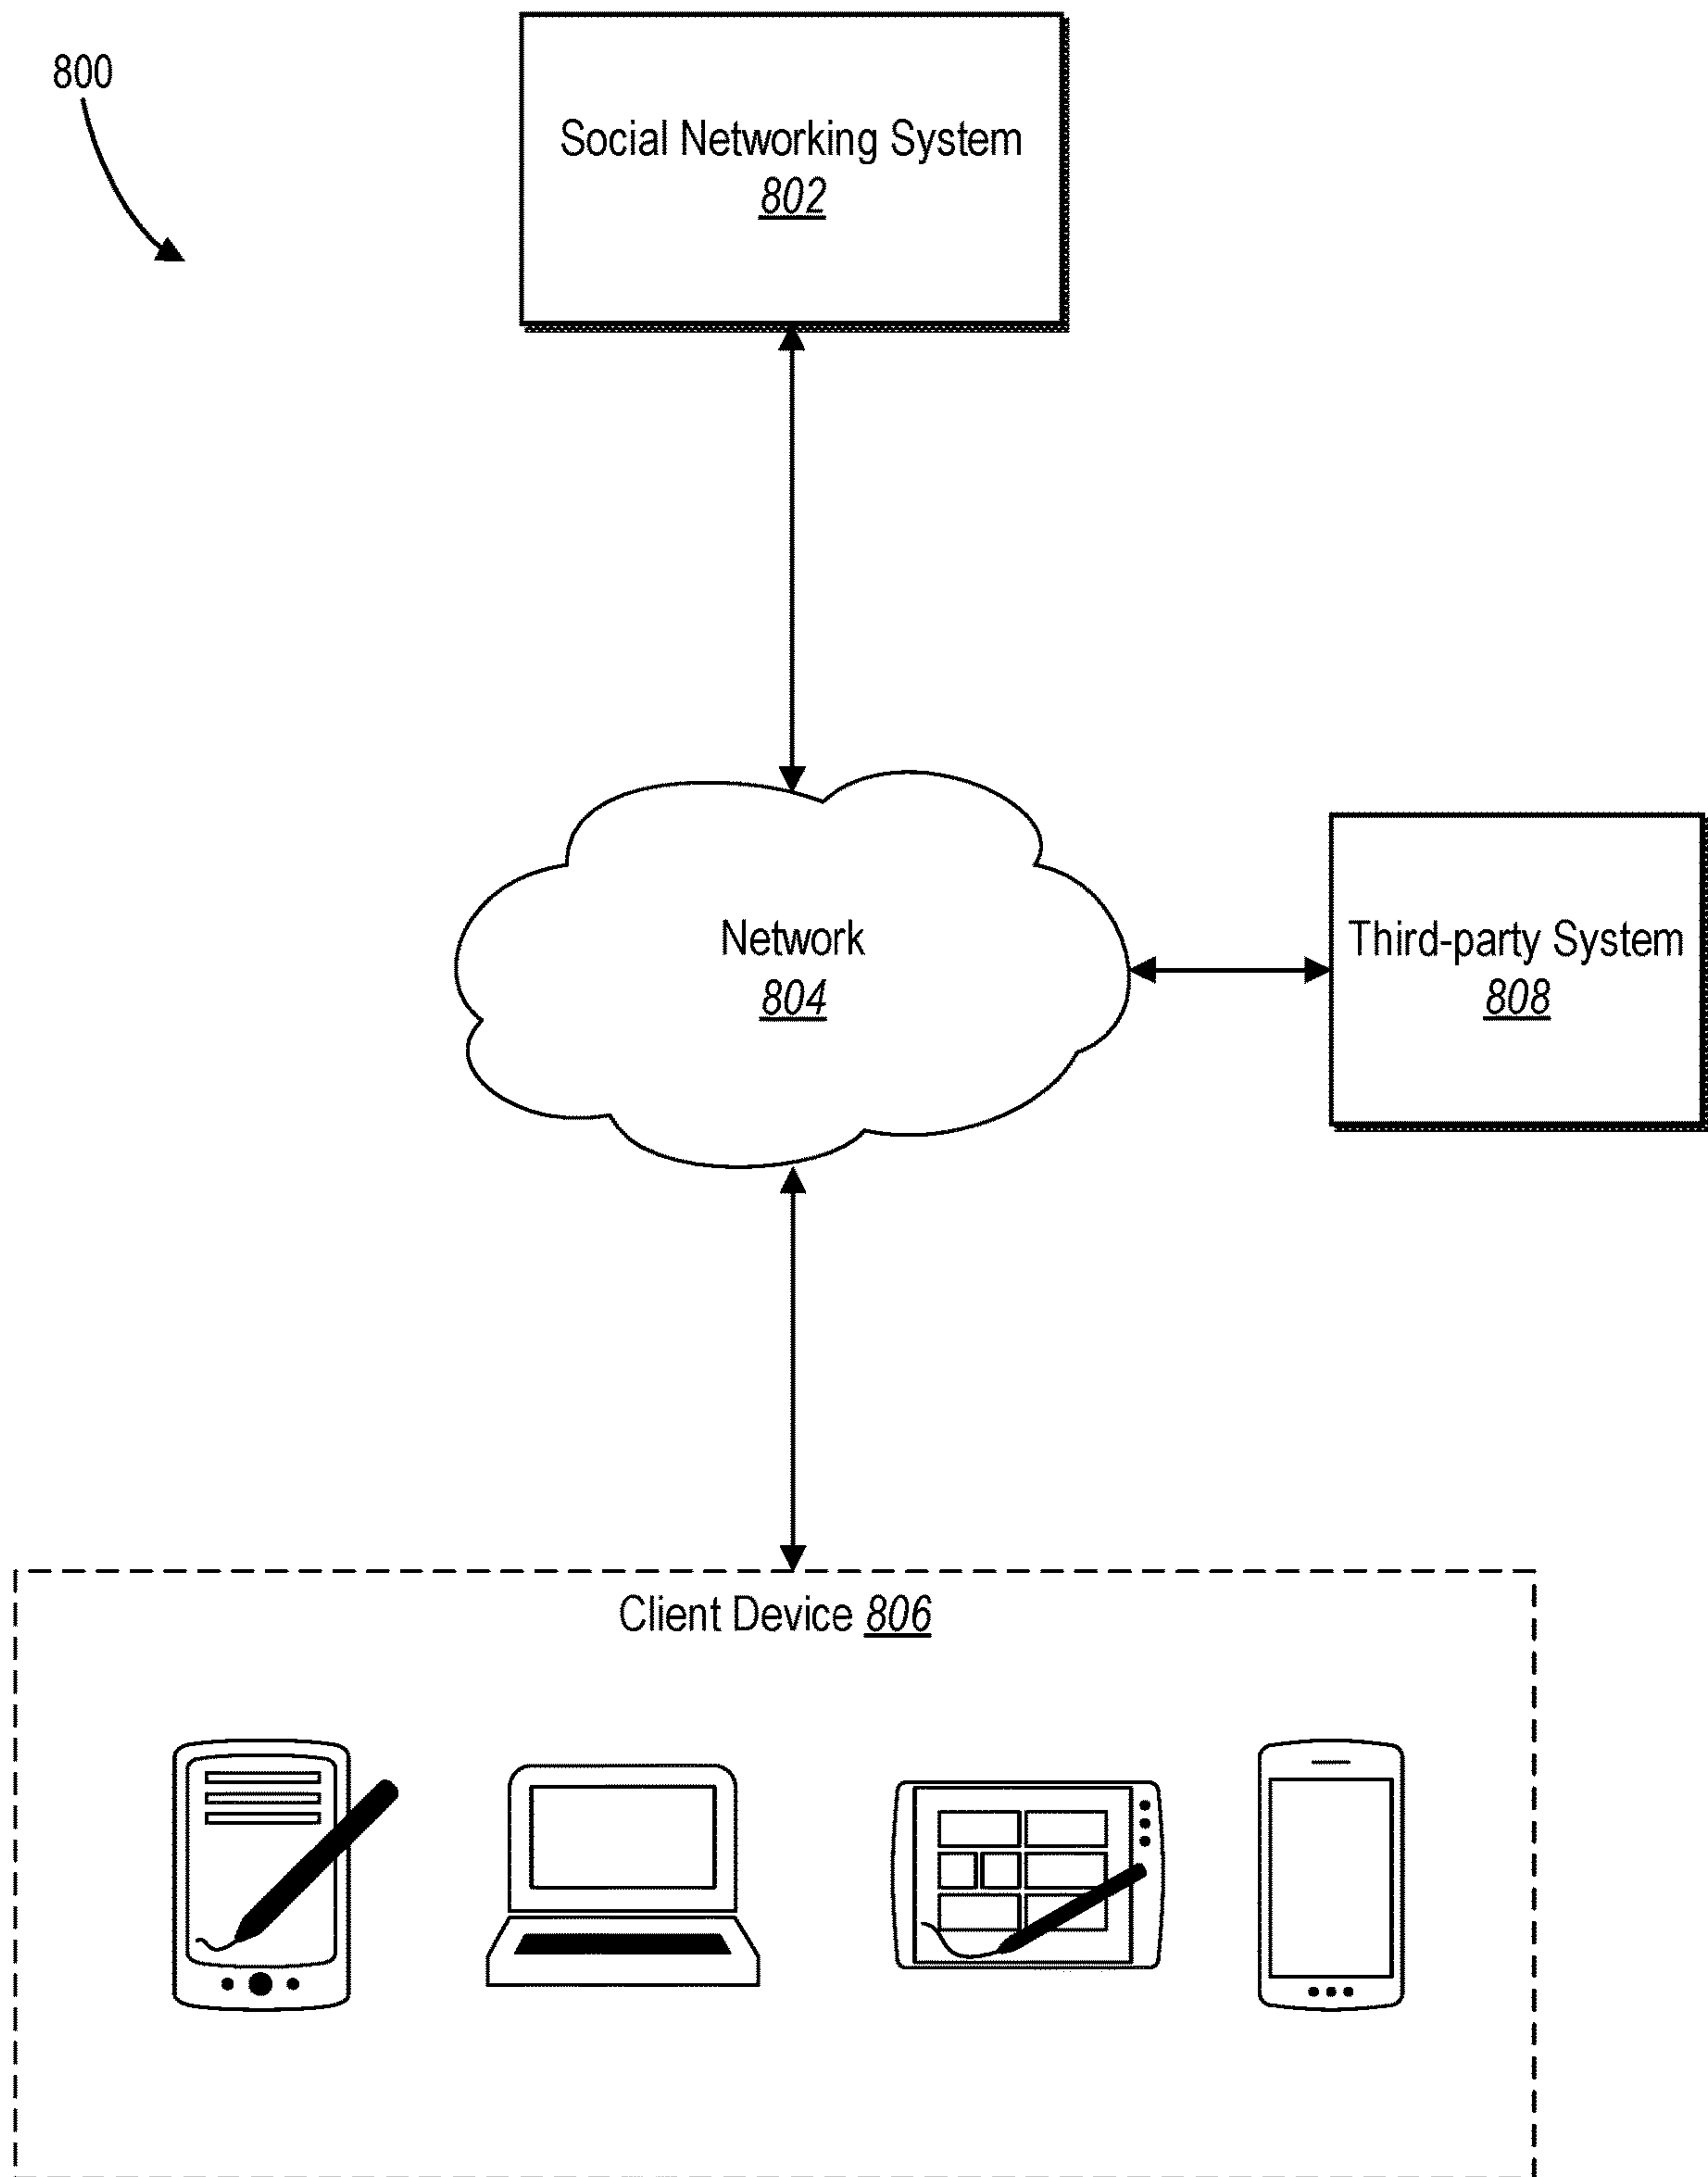 800
Social Networking System
802
Network
804
Third-party System
808
Client Device 806